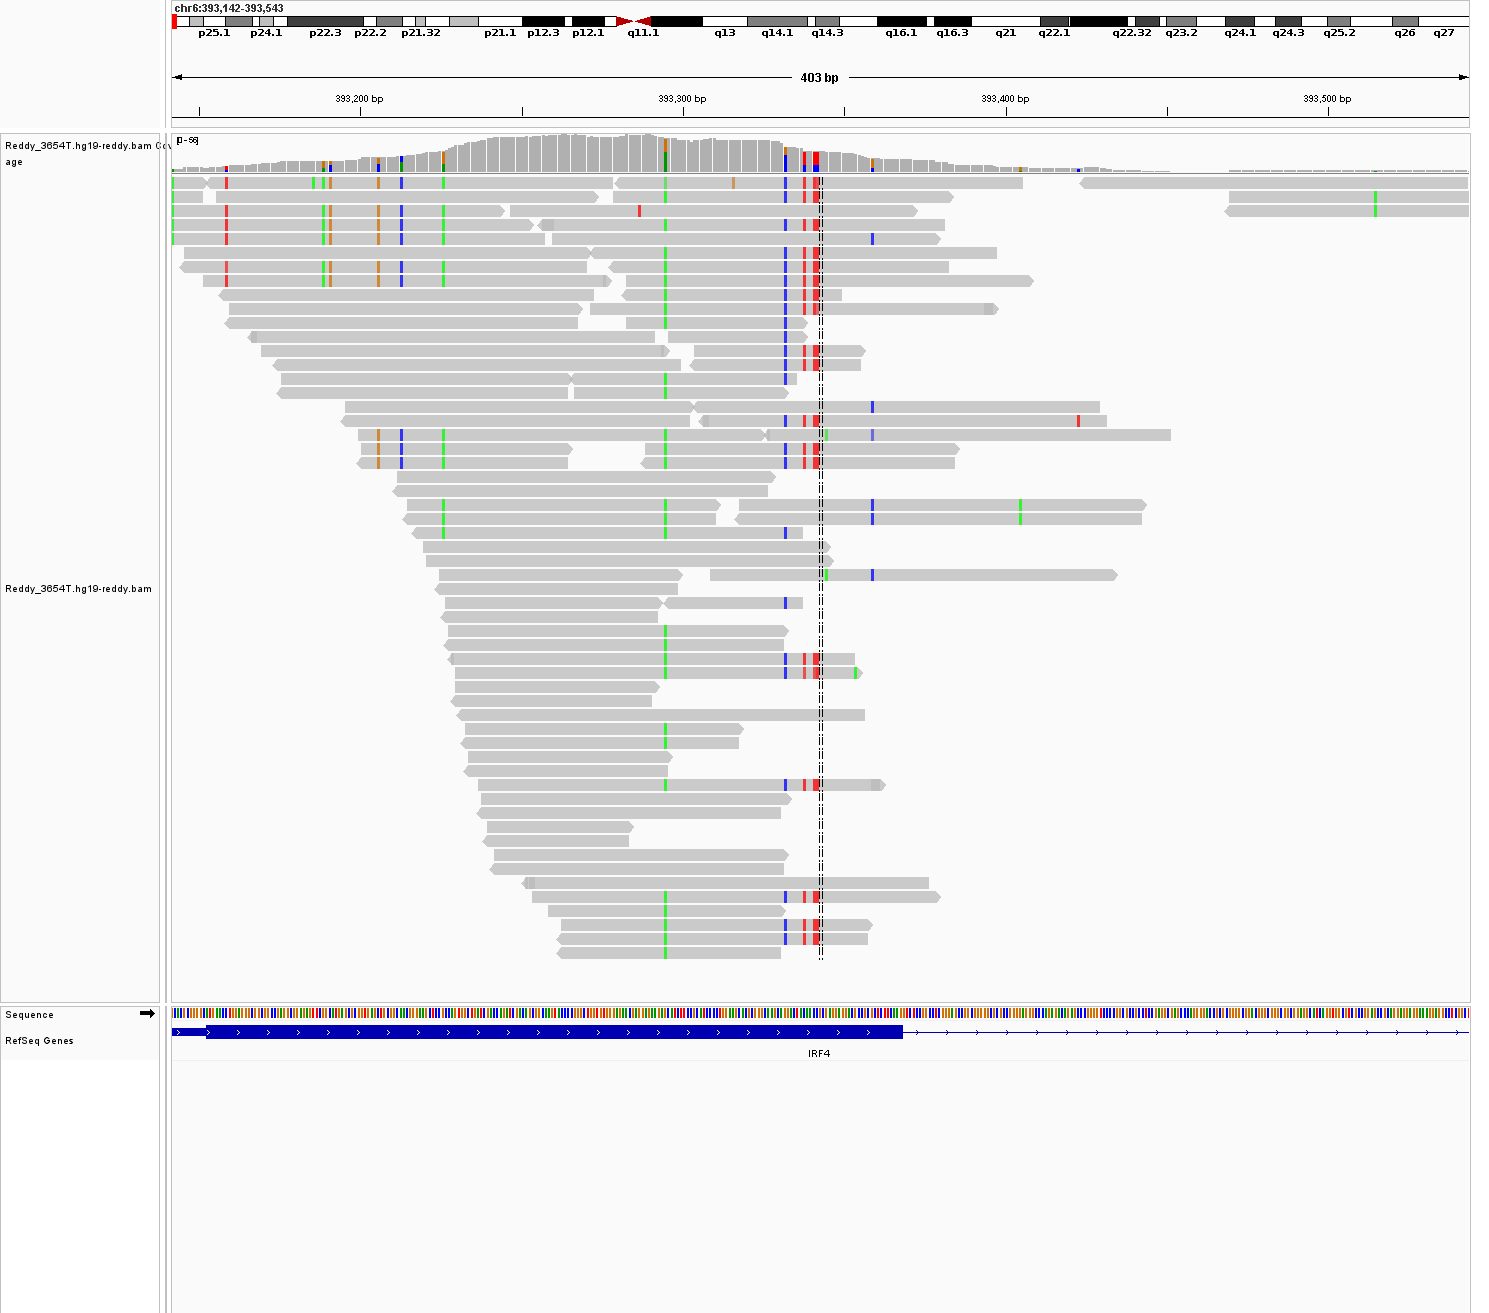 chr6:393,142-393,543
p25.1 p24.1 p22.3 p22.2 p21.32 p21.1 p12.3 p12.1 q11.1 q13 q14.1 q14.3 q16.1 q16.3 q21 q22.1 q22.32 q23.2 q24.1 q24.3 q25.2 q26 q27
403 bp
393,200 bp 393,300 bp 393,400 bp 393,500 bp
Reddy_3654T.hg19-reddy.bam Cov
age
Reddy_3654T.hg19-reddy.bam
Sequence
RefSeq Genes
IRF4